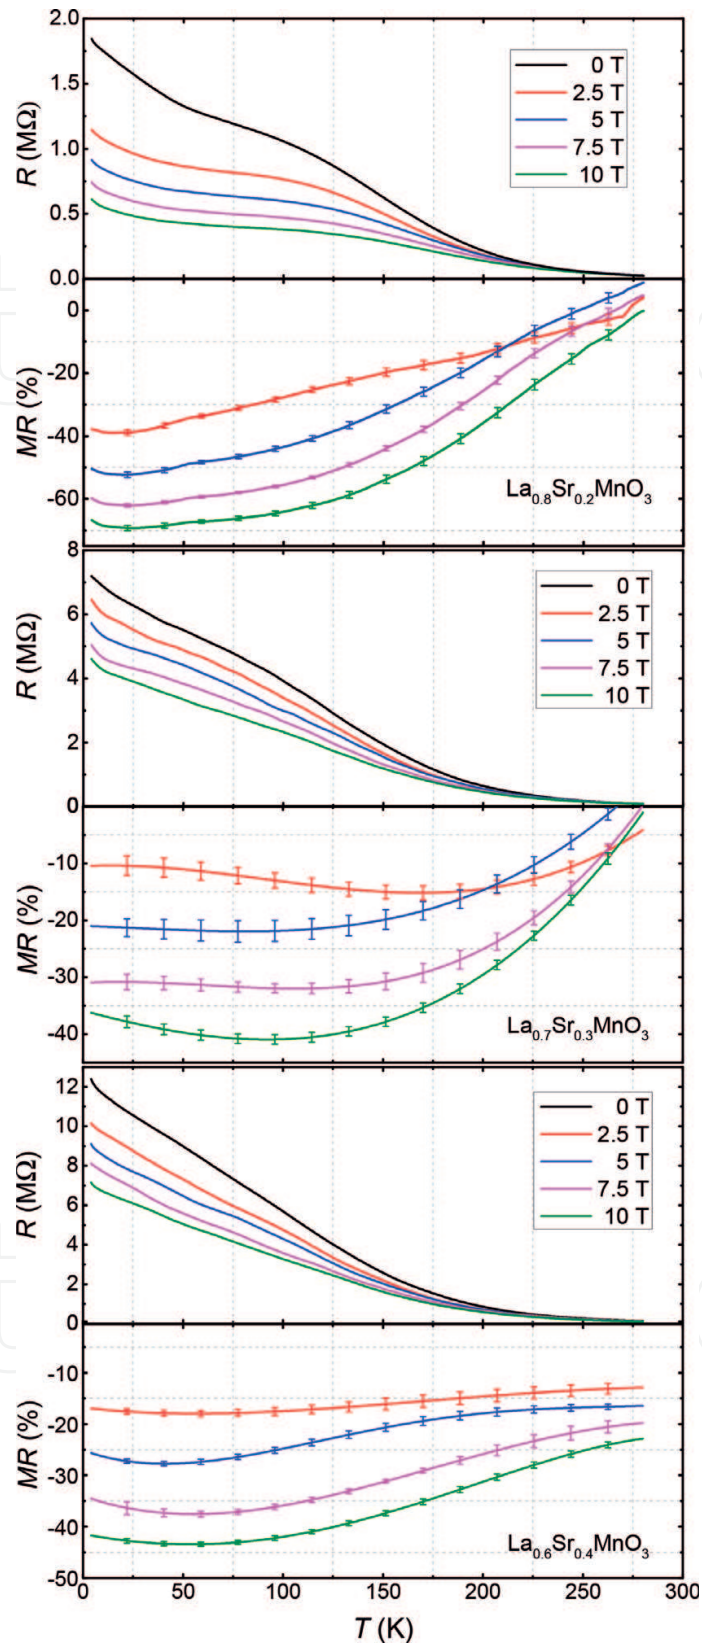 2.0
1.5
1.0
0.5
0.0
R (MΩ)
0 T
2.5 T
5 T
7.5 T
10 T
0
-20
-40
-60
MR (%)
La0.8Sr0.2MnO3
8
6
4
2
0
R (MΩ)
0 T
2.5 T
5 T
7.5 T
10 T
-10
-20
-30
-40
MR (%)
La0.7Sr0.3MnO3
12
10
8
6
4
2
0
R (MΩ)
0 T
2.5 T
5 T
7.5 T
10 T
-10
-20
-30
-40
-50
MR (%)
La0.6Sr0.4MnO3
0 50 100 150 200 250 300
T (K)